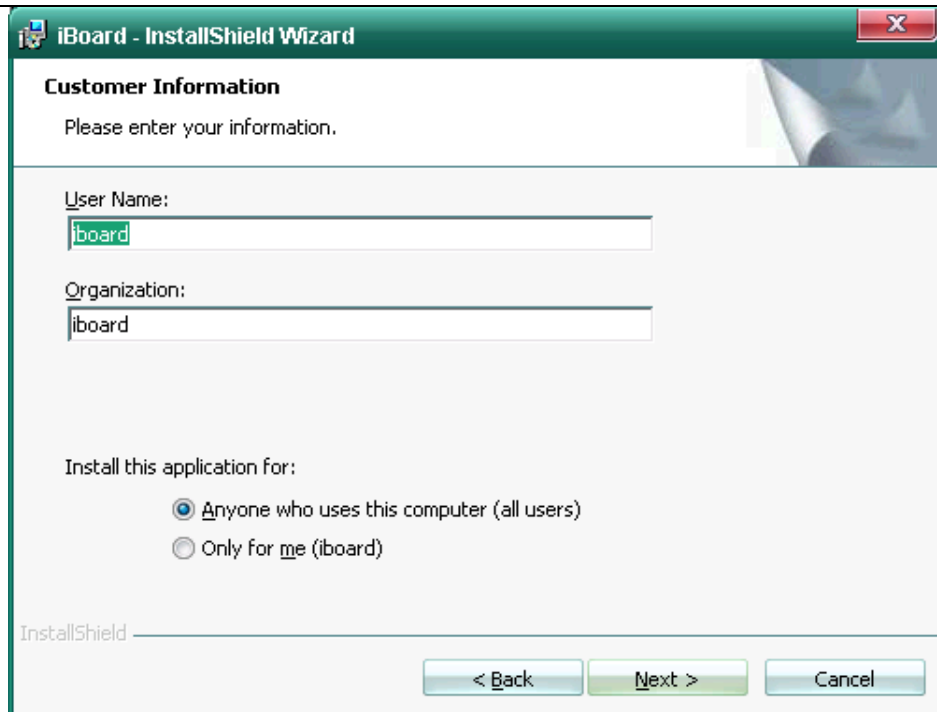 iBoard - InstallShield Wizard
Customer Information
Please enter your information.
User Name:
iboard
Organization:
iboard
Install this application for:
Anyone who uses this computer (all users)
Only for me (iboard)
InstallShield
< Back
Next >
Cancel